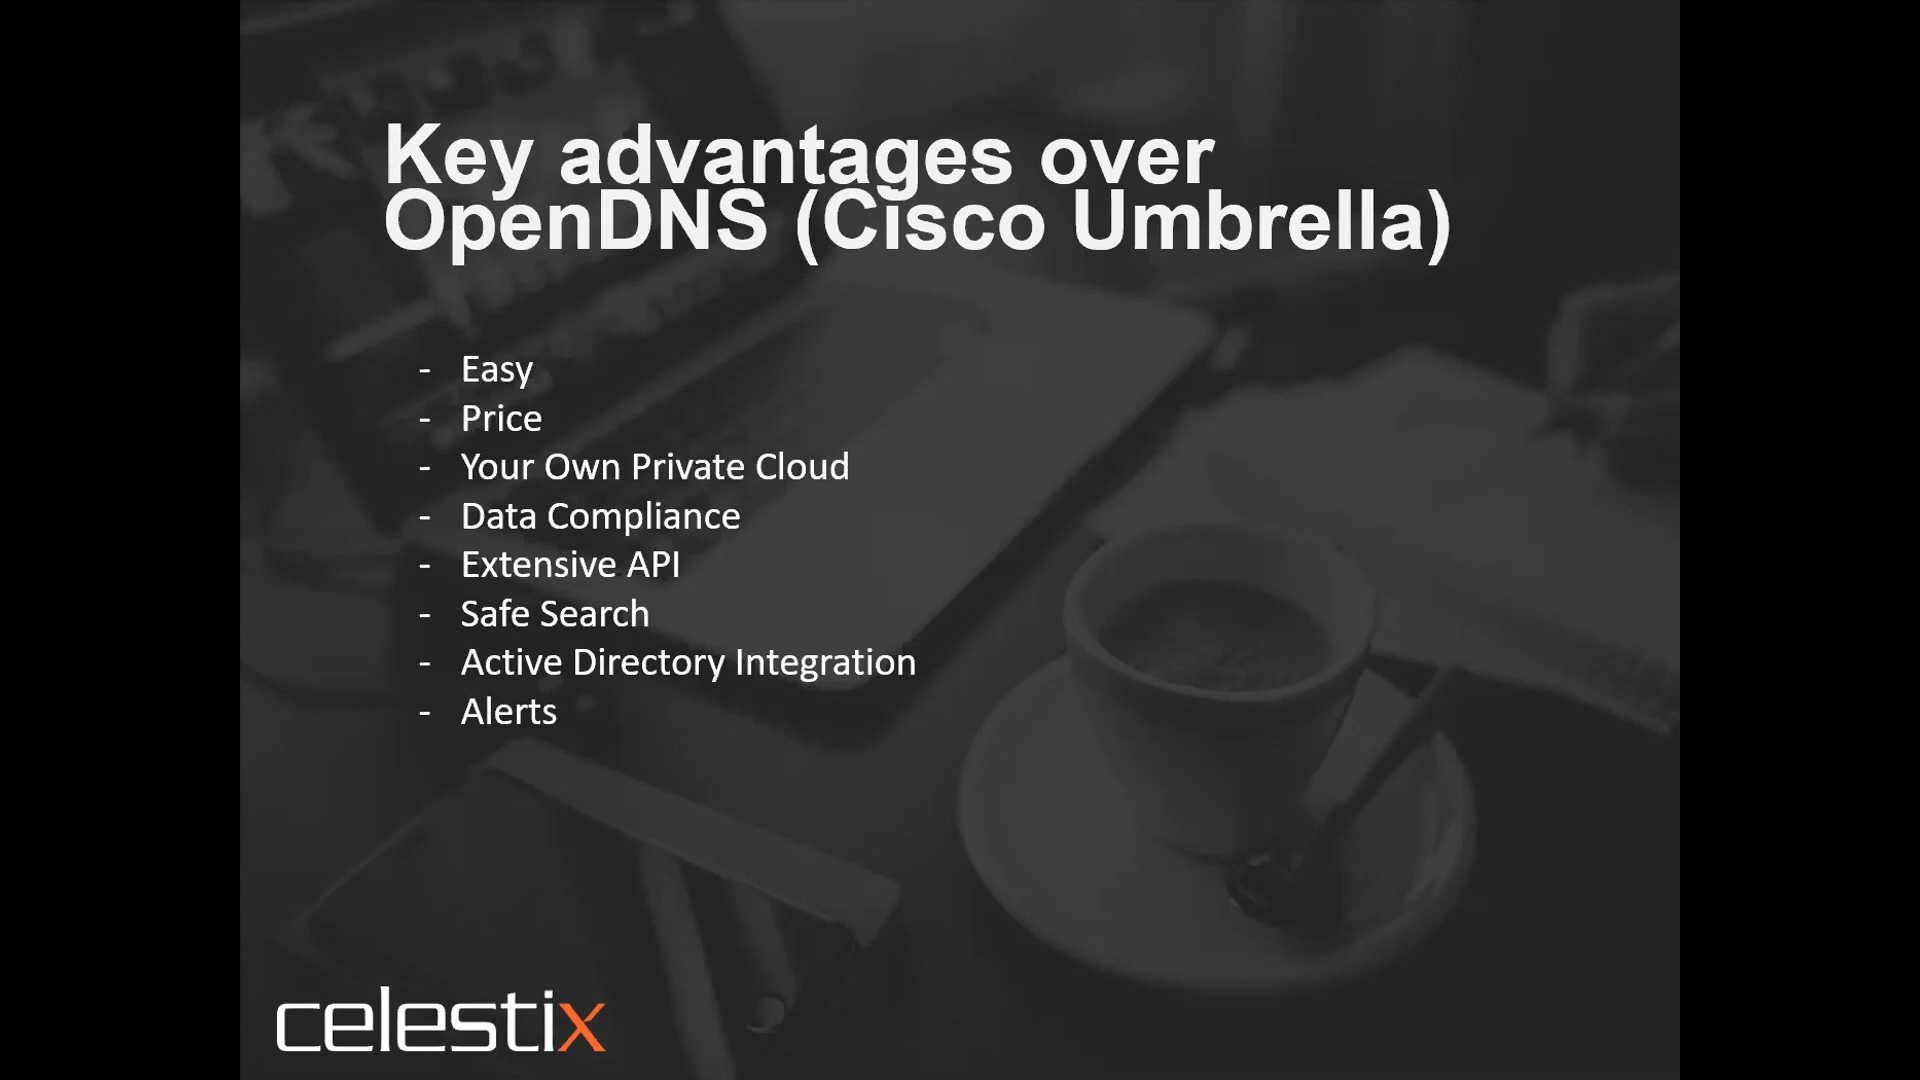 Key advantages over
OpenDNS (Cisco Umbrella)
- Easy
- Price
- Your Own Private Cloud
- Data Compliance
- Extensive API
- Safe Search
- Active Directory Integration
- Alerts
celestix